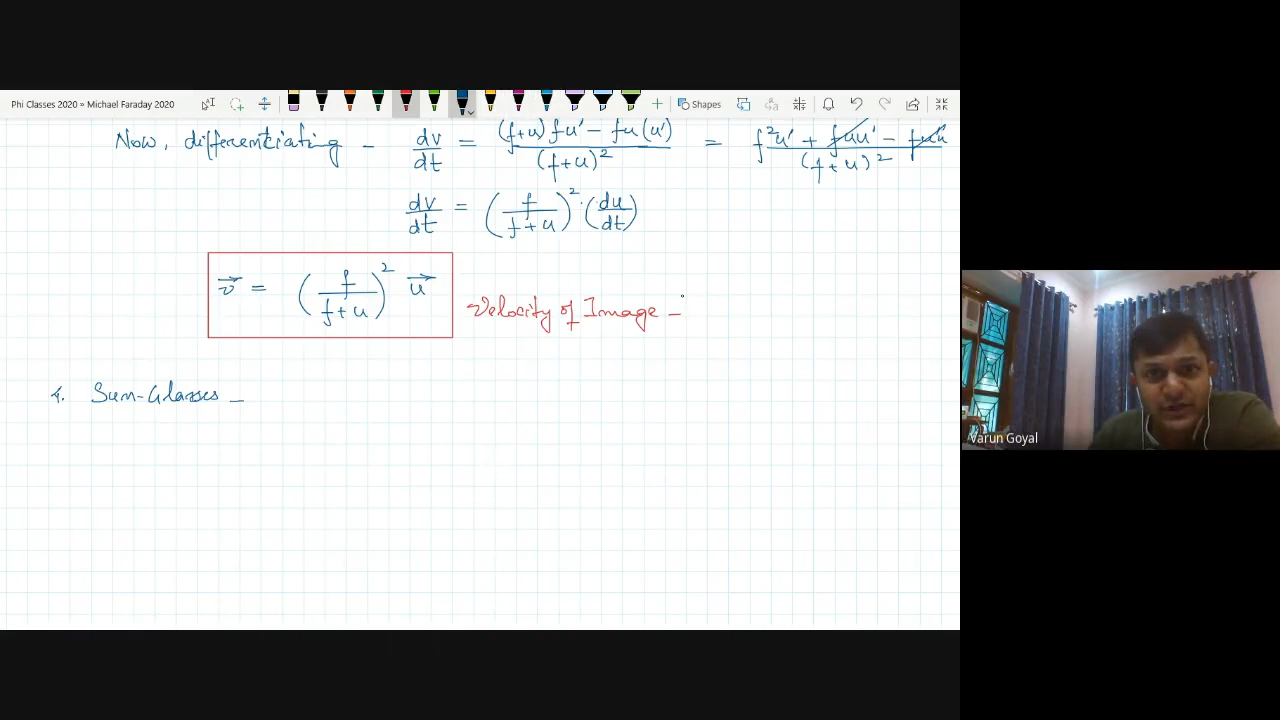 Phi Classes 2020 » Michael Faraday 2020
Shapes
Now, differentiating - dv/dt = ((f+u) fu' - fu(u'))/(f+u)² = (f²u' + fuu' - fuu')/(f+u)²
dv/dt = (f/(f+u))² · (du/dt)
v⃗ = (f/(f+u))² u⃗
Velocity of Image -
4. Sun-Glasses -
Varun Goyal